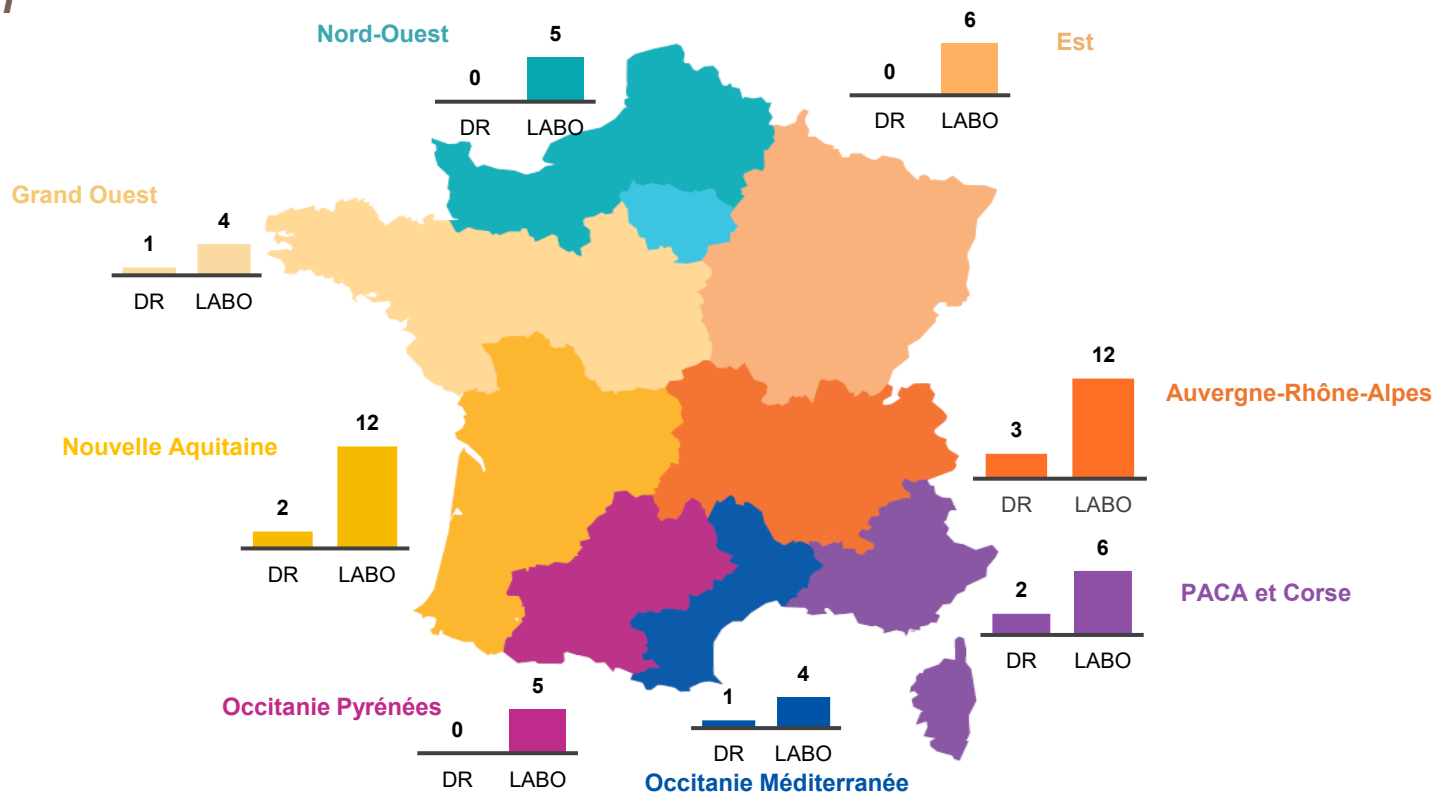 Nord-Ouest
0 5
DR LABO
Est
0 6
DR LABO
Grand Ouest
1 4
DR LABO
Auvergne-Rhône-Alpes
3 12
DR LABO
Nouvelle Aquitaine
2 12
DR LABO
PACA et Corse
2 6
DR LABO
Occitanie Pyrénées
0 5
DR LABO
1 4
DR LABO
Occitanie Méditerranée